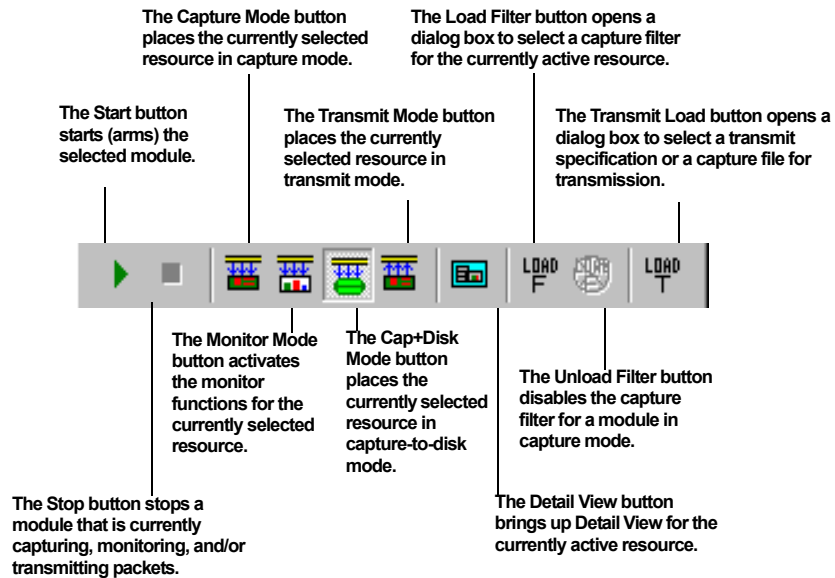 The Capture Mode button
places the currently selected
resource in capture mode.
The Load Filter button opens a
dialog box to select a capture filter
for the currently active resource.
The Start button
starts (arms) the
selected module.
The Transmit Mode button
places the currently
selected resource in
transmit mode.
The Transmit Load button opens a
dialog box to select a transmit
specification or a capture file for
transmission.
LOAD
F
LOAD
T
The Monitor Mode
button activates
the monitor
functions for the
currently selected
resource.
The Cap+Disk
Mode button
places the
currently selected
resource in
capture-to-disk
mode.
The Unload Filter button
disables the capture
filter for a module in
capture mode.
The Stop button stops a
module that is currently
capturing, monitoring, and/or
transmitting packets.
The Detail View button
brings up Detail View for the
currently active resource.